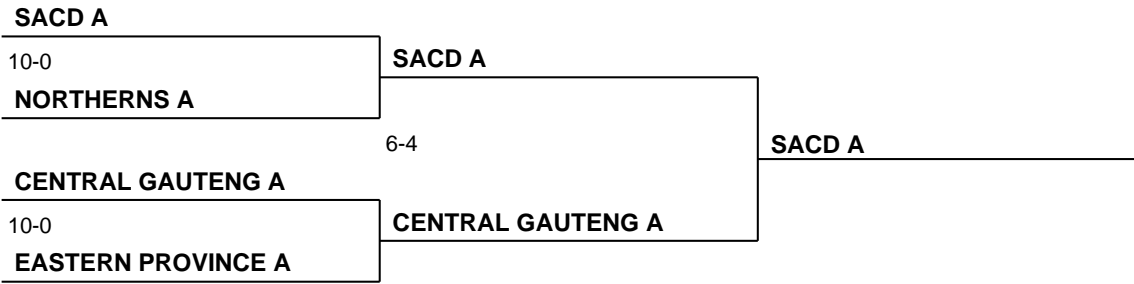 SACD A
10-0
SACD A
NORTHERNS A
6-4
SACD A
CENTRAL GAUTENG A
10-0
CENTRAL GAUTENG A
EASTERN PROVINCE A